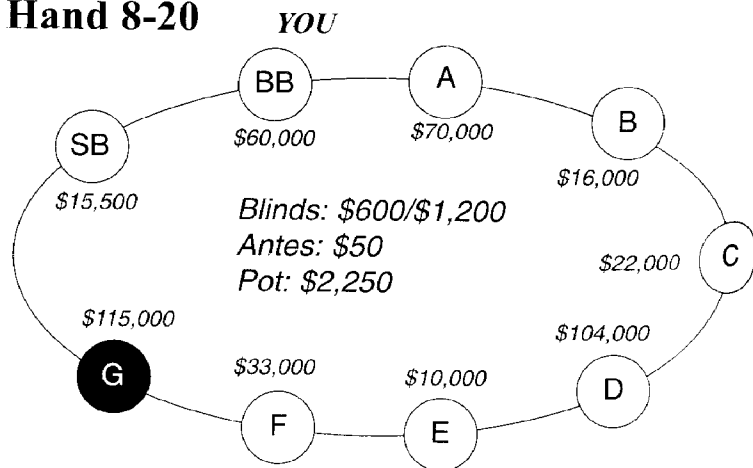 Hand 8-20
YOU
BB
A
SB
B
$60,000
$70,000
$15,500
$16,000
Blinds: $600/$1,200
Antes: $50
Pot: $2,250
C
$22,000
$115,000
$104,000
G
$33,000
$10,000
D
F
E